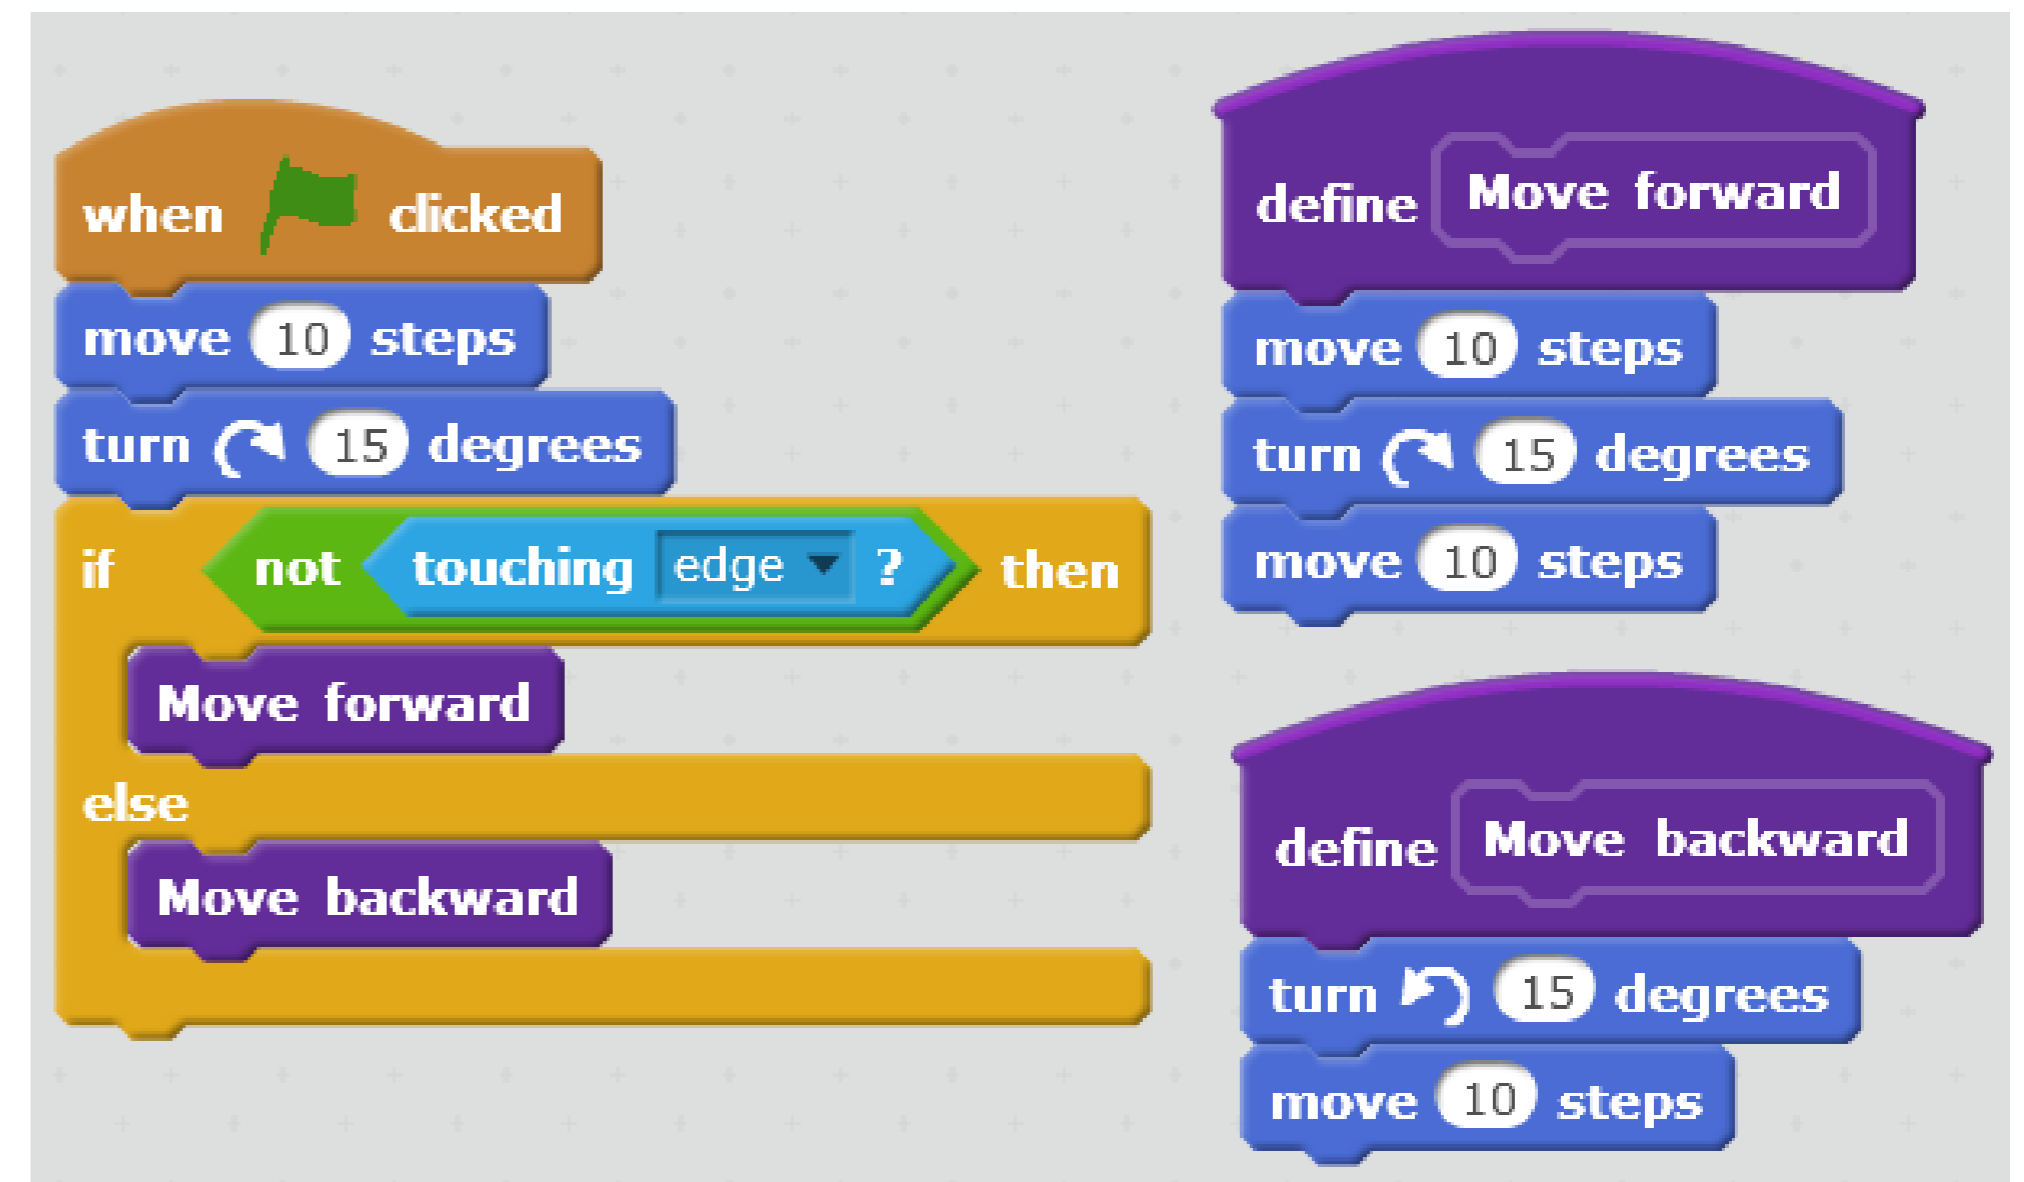 when clicked
move 10 steps
turn 15 degrees
if not touching edge ? then
Move forward
else
Move backward
define Move forward
move 10 steps
turn 15 degrees
move 10 steps
define Move backward
turn 15 degrees
move 10 steps